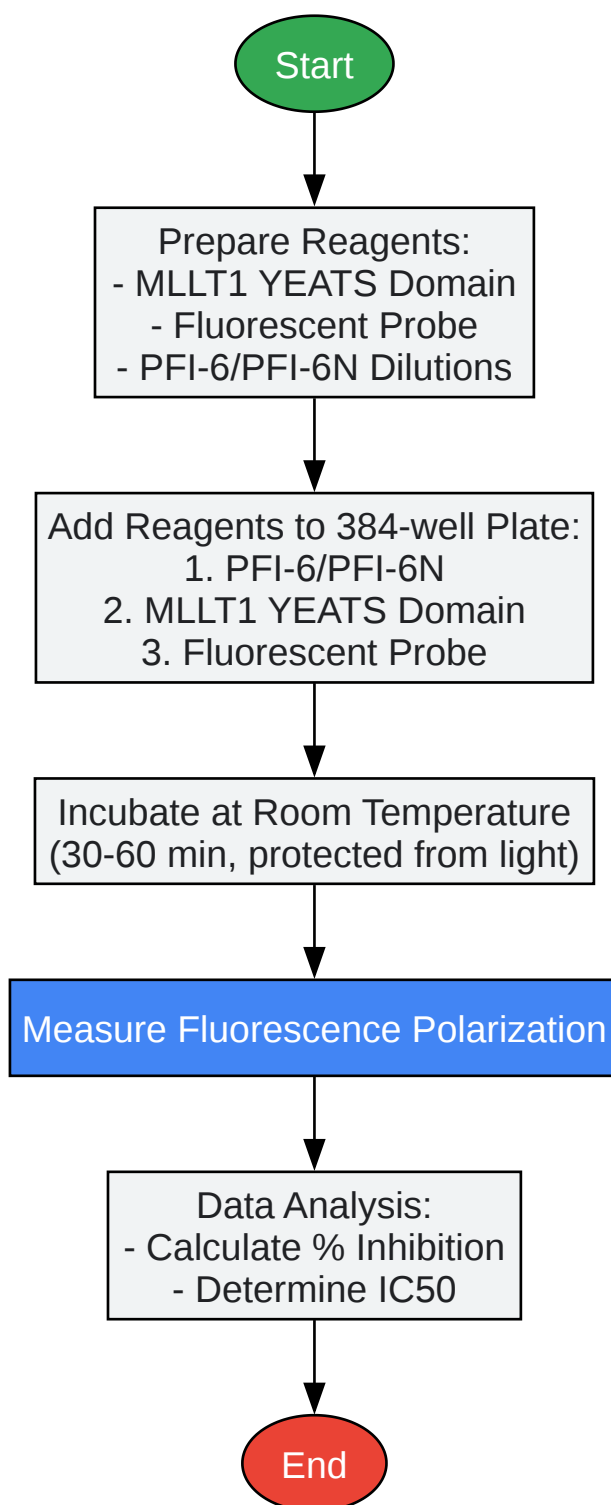 Start
Prepare Reagents:
- MLLT1 YEATS Domain
- Fluorescent Probe
- PFI-6/PFI-6N Dilutions
Add Reagents to 384-well Plate:
1. PFI-6/PFI-6N
2. MLLT1 YEATS Domain
3. Fluorescent Probe
Incubate at Room Temperature
(30-60 min, protected from light)
Measure Fluorescence Polarization
Data Analysis:
- Calculate % Inhibition
- Determine IC50
End